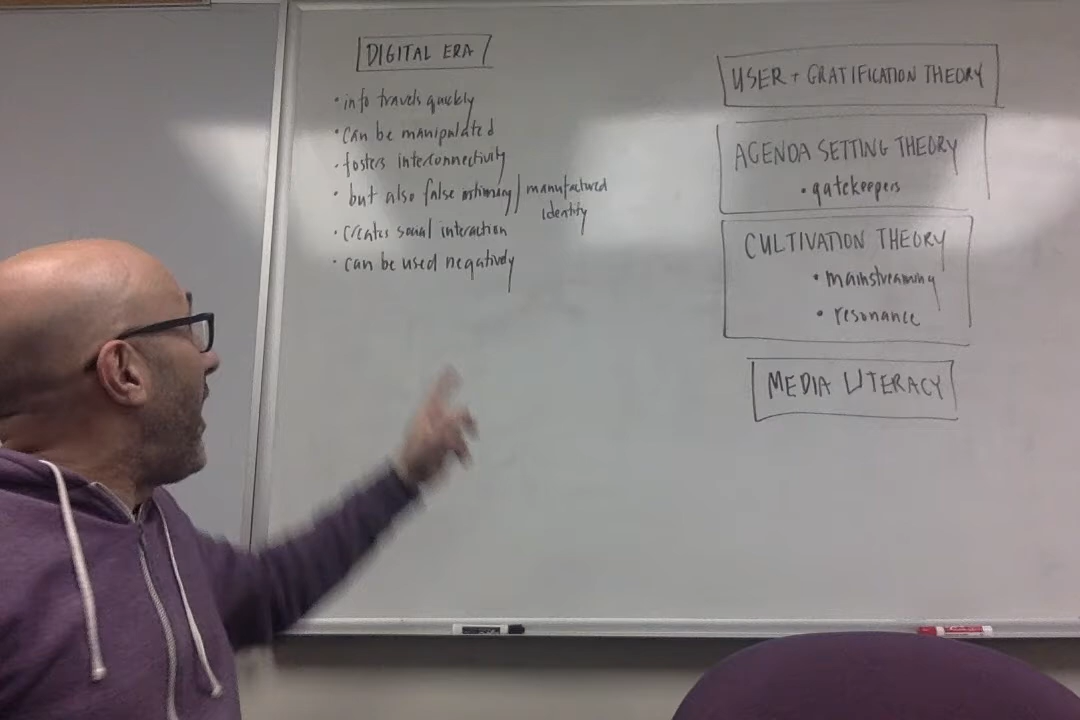 DIGITAL ERA
• info travels quickly
• can be manipulated
• fosters interconnectivity
• but also false / manufactured
identity
• creates social interaction
• can be used negatively
USER + GRATIFICATION THEORY
AGENDA SETTING THEORY
• gatekeepers
CULTIVATION THEORY
• mainstreaming
• resonance
MEDIA LITERACY